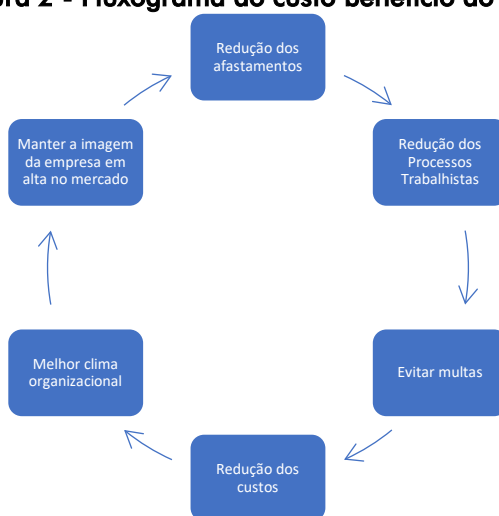 2 - Fluxograma do custo benefício do
Redução dos
afastamentos
Redução dos
Processos
Trabalhistas
Evitar multas
Redução dos
custos
Melhor clima
organizacional
Manter a imagem
da empresa em
alta no mercado